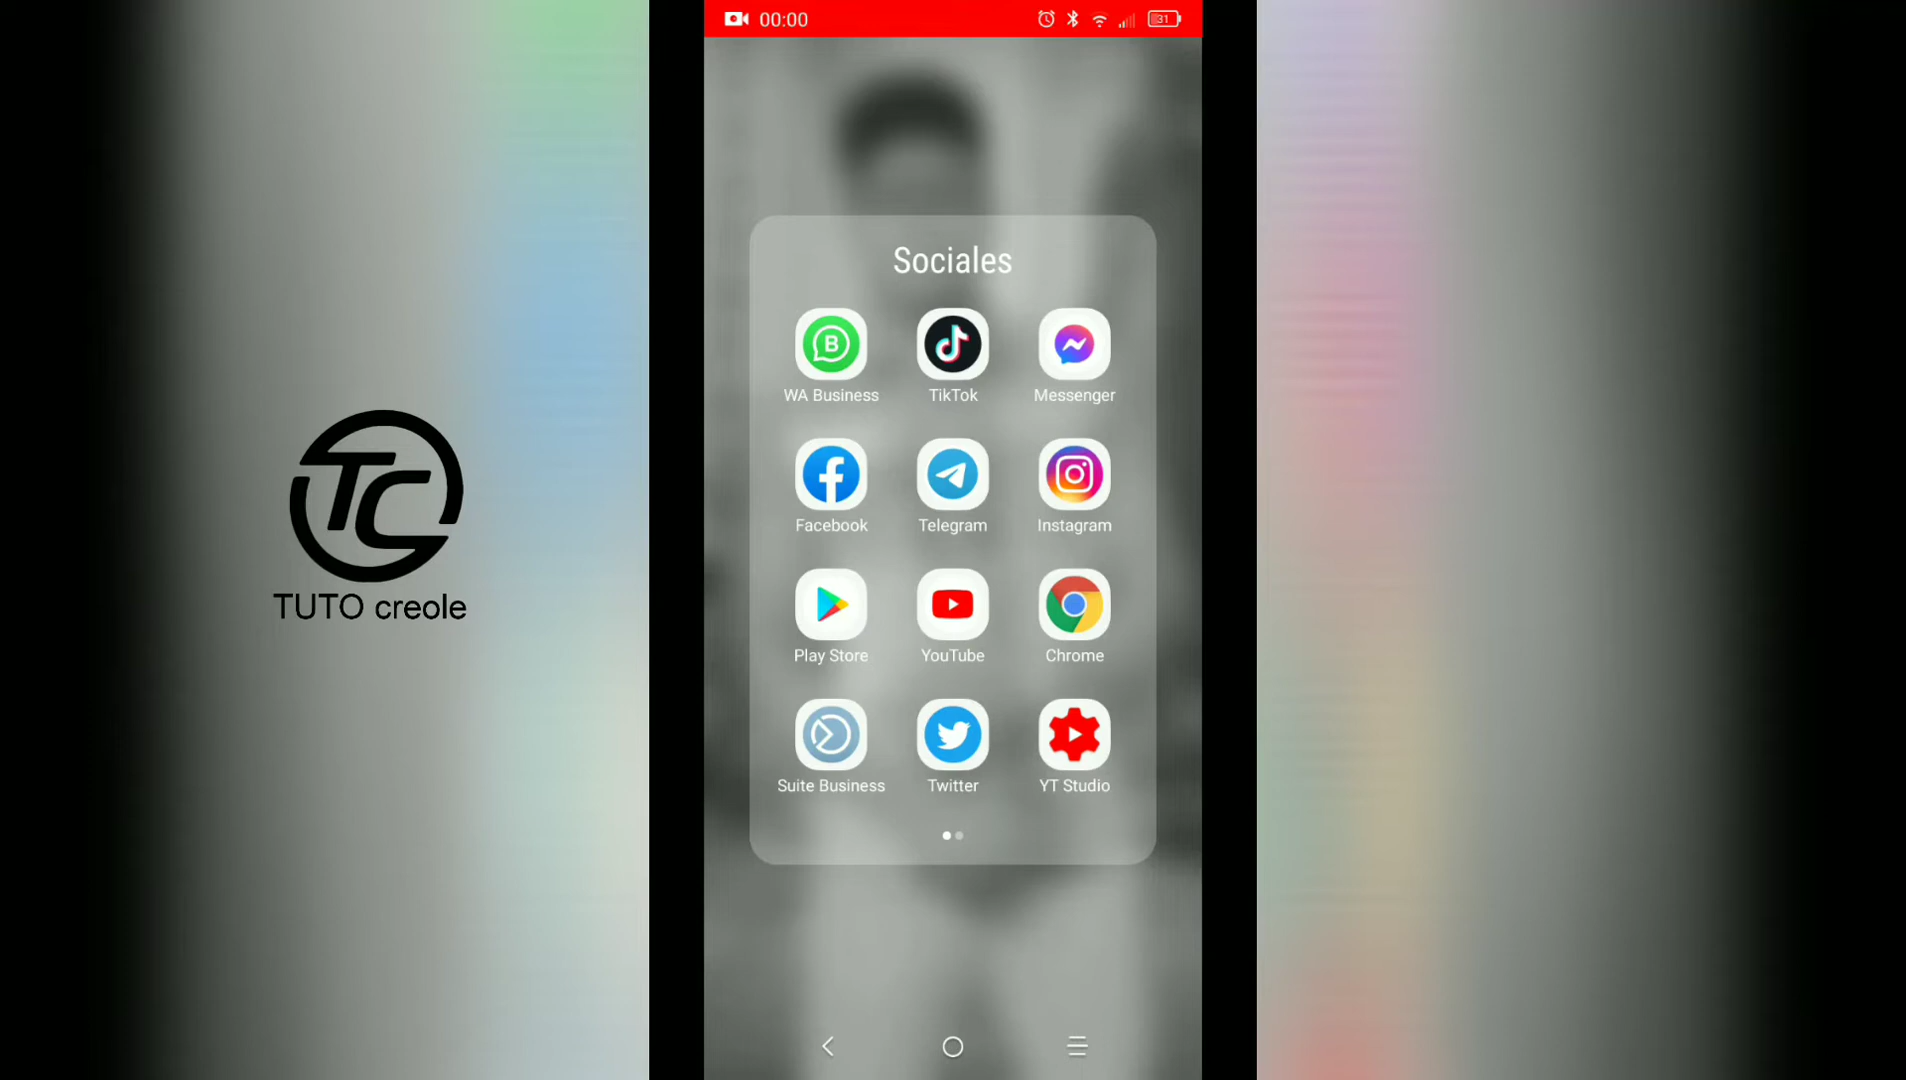 00:00
31
Sociales
B
WA Business
TikTok
Messenger
Facebook
Telegram
Instagram
Play Store
YouTube
Chrome
Suite Business
Twitter
YT Studio
TC
TUTO creole